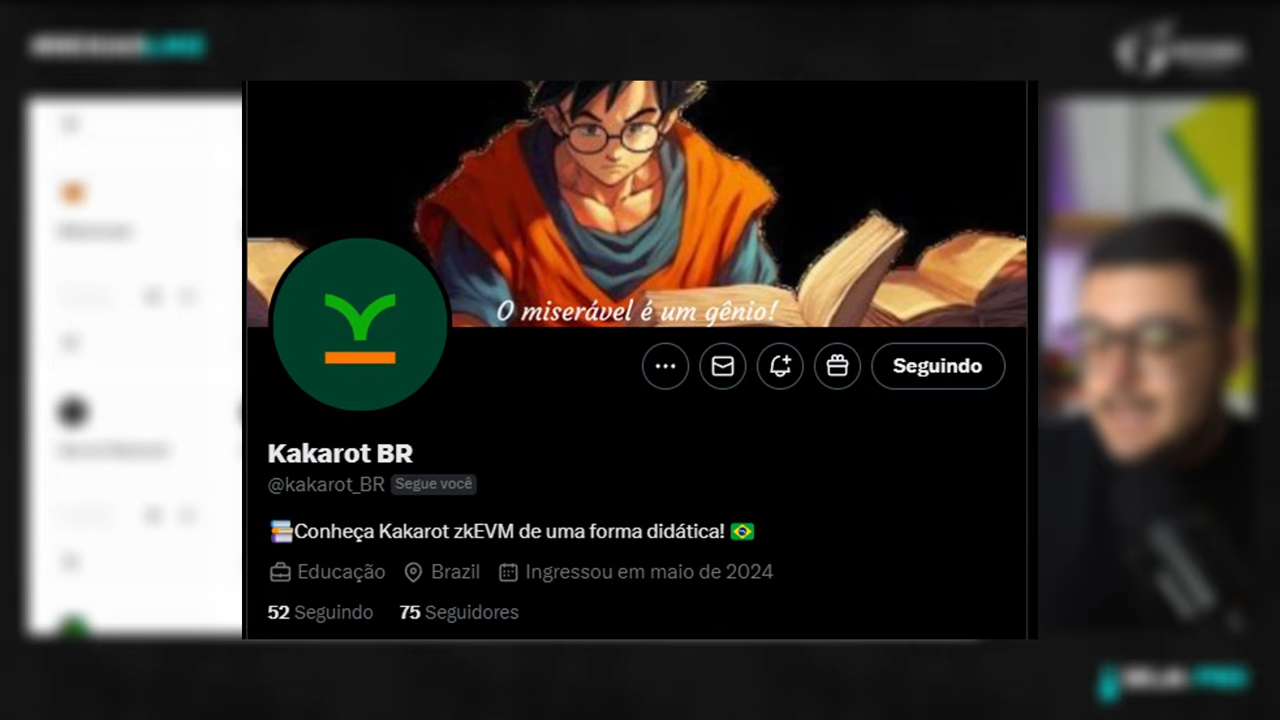 O miserável é um gênio!
Seguindo
Kakarot BR
@kakarot_BR Segue você
📚Conheça Kakarot zkEVM de uma forma didática! 🇧🇷
Educação Brazil Ingressou em maio de 2024
52 Seguindo 75 Seguidores